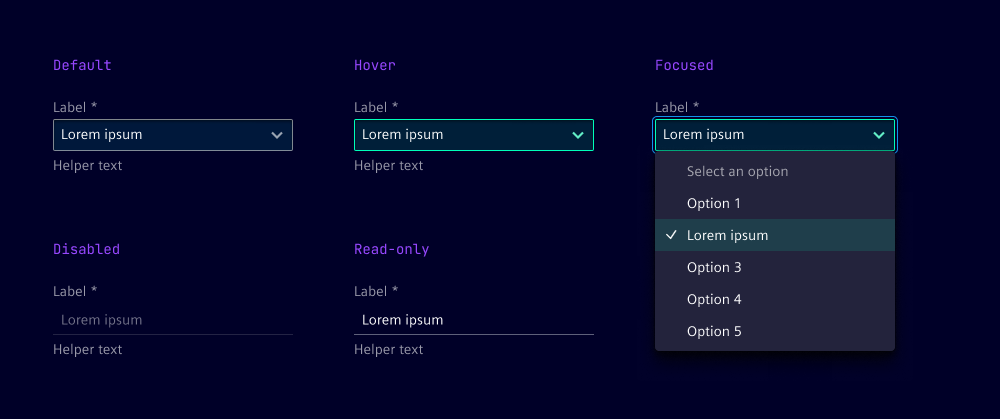 Default
Label *
Lorem ipsum
Helper text
Hover
Label *
Lorem ipsum
Helper text
Focused
Label *
Lorem ipsum
Select an option
Option 1
Lorem ipsum
Option 3
Option 4
Option 5
Disabled
Label *
Lorem ipsum
Helper text
Read-only
Label *
Lorem ipsum
Helper text